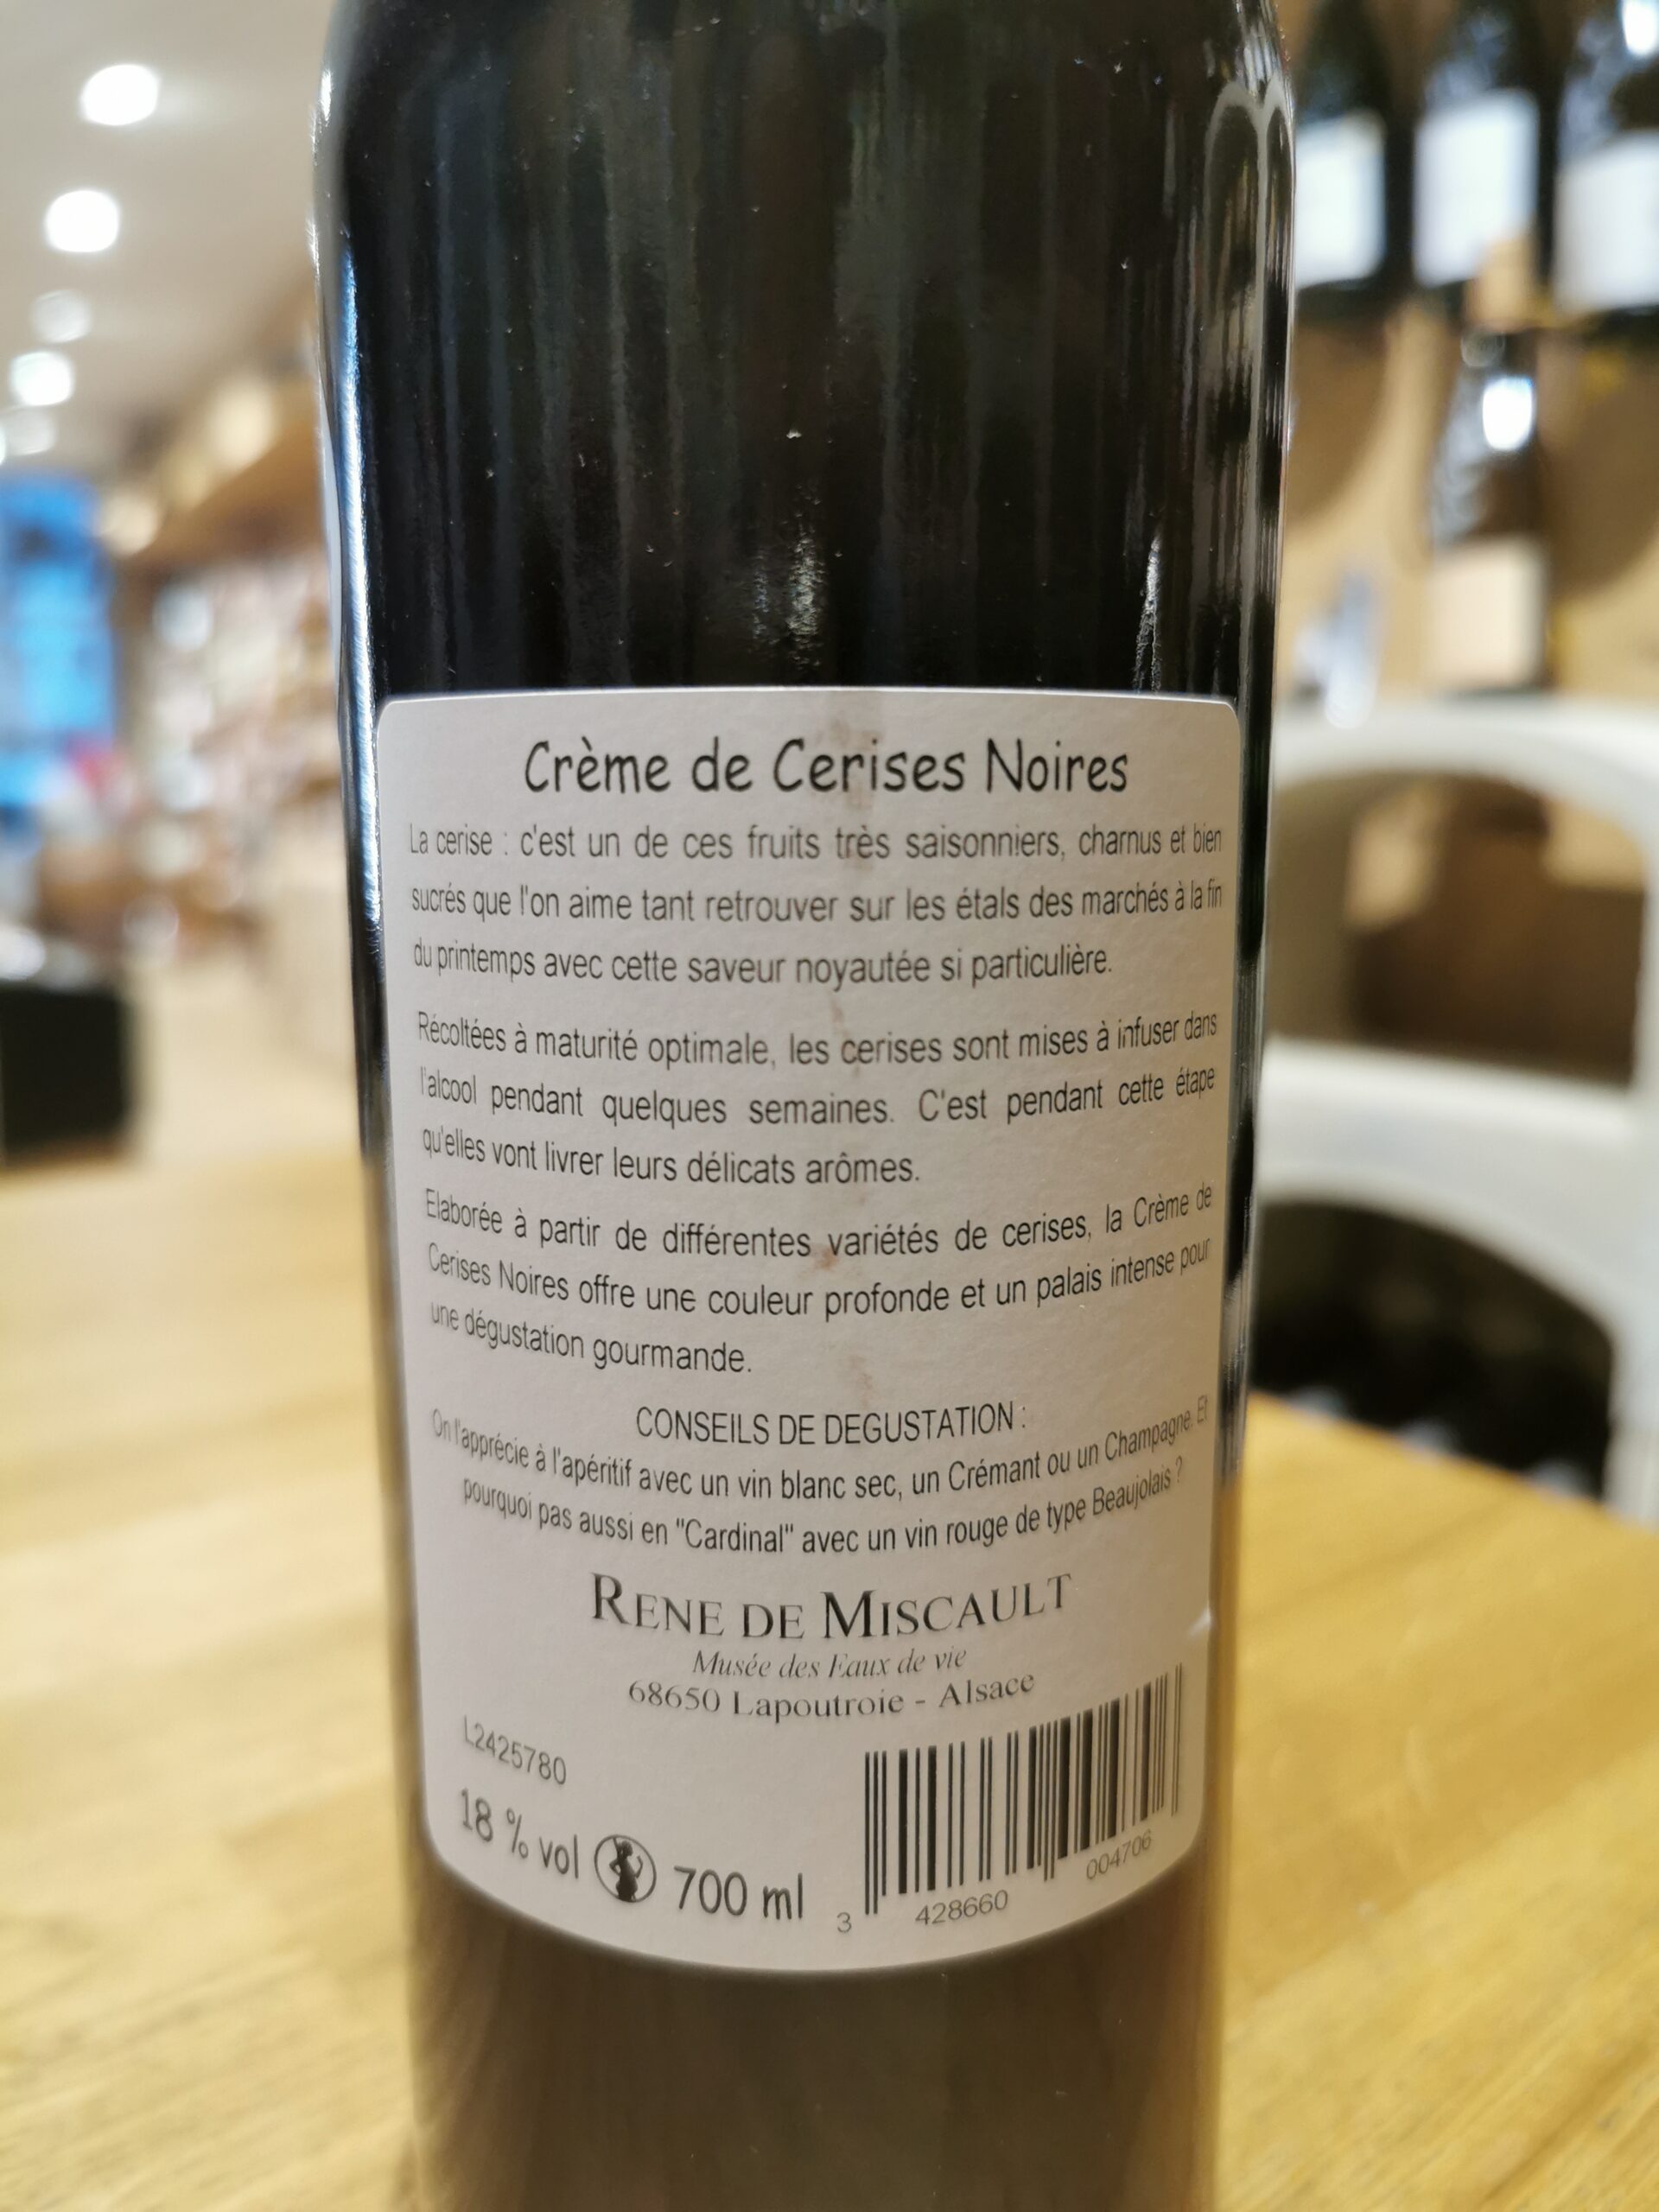 Crème de Cerises Noires
La cerise : c'est un de ces fruits très saisonniers, charnus et bien
sucrés que l'on aime tant retrouver sur les étals des marchés à la fin
du printemps avec cette saveur noyautée si particulière.
Récoltées à maturité optimale, les cerises sont mises à infuser dans
l'alcool pendant quelques semaines. C'est pendant cette étape
qu'elles vont livrer leurs délicats arômes.
Elaborée à partir de différentes variétés de cerises, la Crème de
Cerises Noires offre une couleur profonde et un palais intense pour
une dégustation gourmande.
CONSEILS DE DEGUSTATION :
On l'apprécie à l'apéritif avec un vin blanc sec, un Crémant ou un Champagne. Et
pourquoi pas aussi en "Cardinal" avec un vin rouge de type Beaujolais ?
RENE DE MISCAULT
Musée des Eaux de vie
68650 Lapoutroie - Alsace
L2425780
18 % vol 700 ml
3 428660 004706